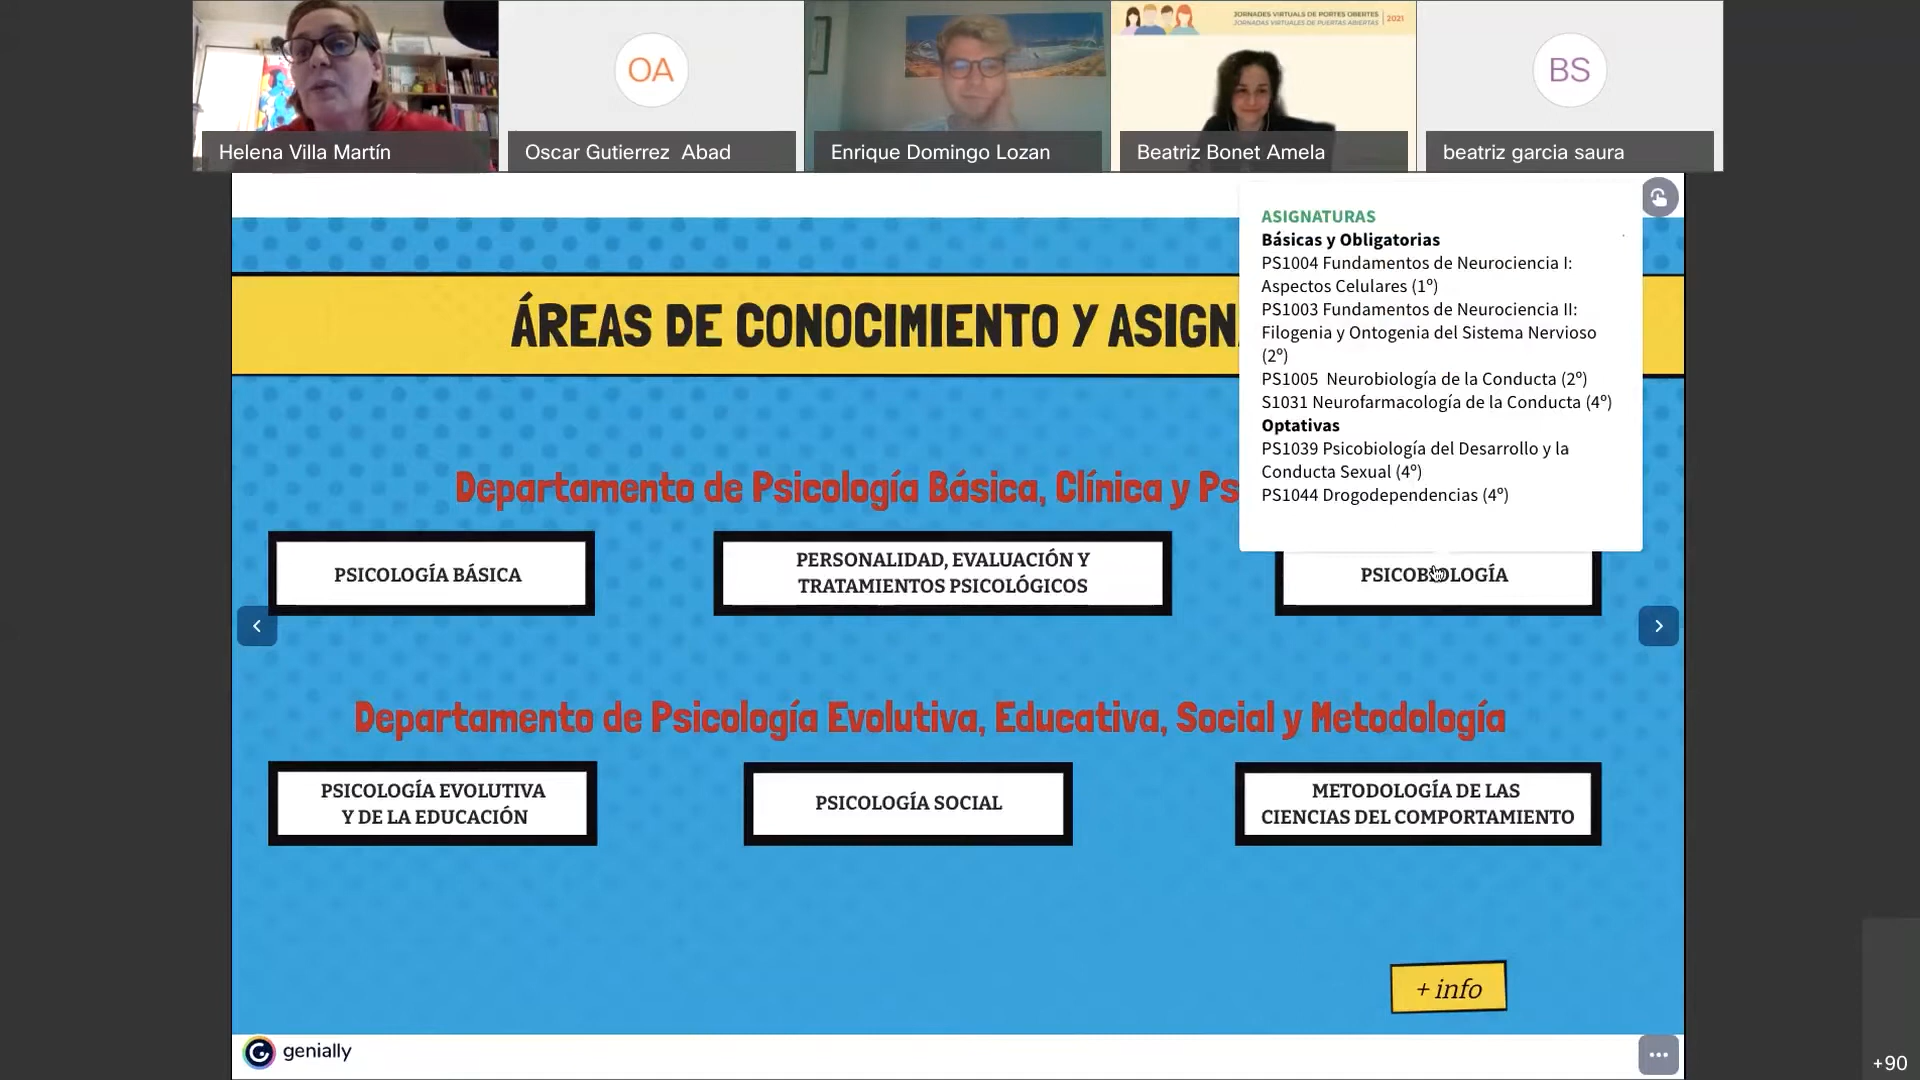 JORNADES VIRTUALS DE PORTES OBERTES
JORNADAS VIRTUALES DE PUERTAS ABIERTAS
2021
OA
BS
Helena Villa Martín
Oscar Gutierrez Abad
Enrique Domingo Lozan
Beatriz Bonet Amela
beatriz garcia saura
ASIGNATURAS
Básicas y Obligatorias
PS1004 Fundamentos de Neurociencia I:
Aspectos Celulares (1º)
PS1003 Fundamentos de Neurociencia II:
Filogenia y Ontogenia del Sistema Nervioso
(2º)
PS1005 Neurobiología de la Conducta (2º)
S1031 Neurofarmacología de la Conducta (4º)
Optativas
PS1039 Psicobiología del Desarrollo y la
Conducta Sexual (4º)
PS1044 Drogodependencias (4º)
ÁREAS DE CONOCIMIENTO Y ASIGN
Departamento de Psicología Básica, Clínica y Ps
PSICOLOGÍA BÁSICA
PERSONALIDAD, EVALUACIÓN Y
TRATAMIENTOS PSICOLÓGICOS
PSICOBIOLOGÍA
Departamento de Psicología Evolutiva, Educativa, Social y Metodología
PSICOLOGÍA EVOLUTIVA
Y DE LA EDUCACIÓN
PSICOLOGÍA SOCIAL
METODOLOGÍA DE LAS
CIENCIAS DEL COMPORTAMIENTO
+ info
genially
+90